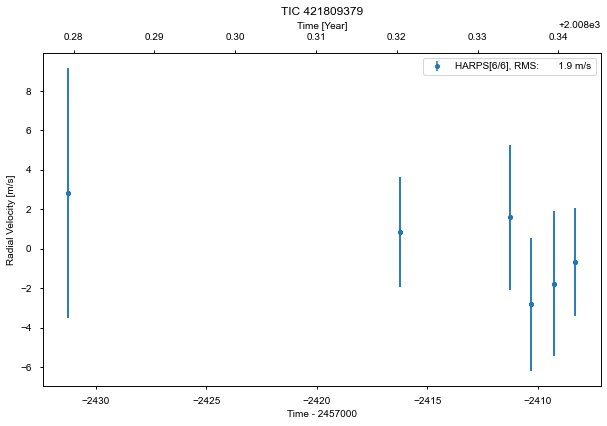 TIC 421809379
Time [Year]
+2.008e3
0.28 0.29 0.30 0.31 0.32 0.33 0.34
HARPS[6/6], RMS: 1.9 m/s
Radial Velocity [m/s]
8
6
4
2
0
−2
−4
−6
−2430 −2425 −2420 −2415 −2410
Time - 2457000